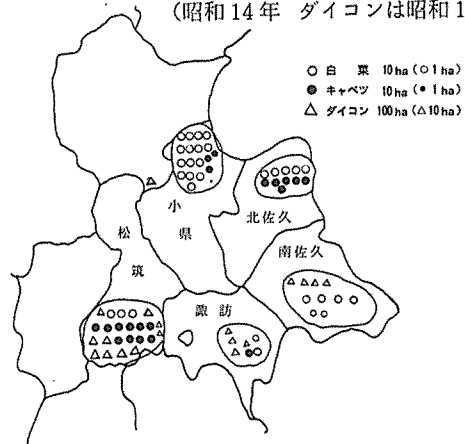 (昭和14年 ダイコンは昭和1
○ 白菜 10ha(○1ha)
● キャベツ 10ha(•1ha)
△ ダイコン 100ha(△10ha)
小県
北佐久
松筑
南佐久
諏訪